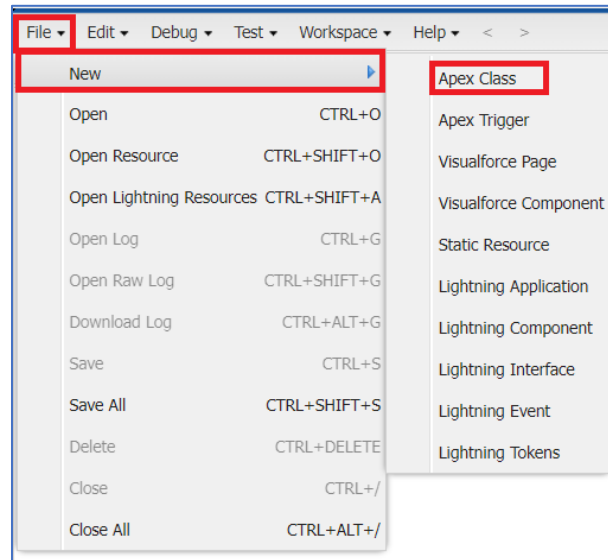 File ▾ Edit ▾ Debug ▾ Test ▾ Workspace ▾ Help ▾ < >
New
Open CTRL+O
Open Resource CTRL+SHIFT+O
Open Lightning Resources CTRL+SHIFT+A
Open Log CTRL+G
Open Raw Log CTRL+SHIFT+G
Download Log CTRL+ALT+G
Save CTRL+S
Save All CTRL+SHIFT+S
Delete CTRL+DELETE
Close CTRL+/
Close All CTRL+ALT+/
Apex Class
Apex Trigger
Visualforce Page
Visualforce Component
Static Resource
Lightning Application
Lightning Component
Lightning Interface
Lightning Event
Lightning Tokens